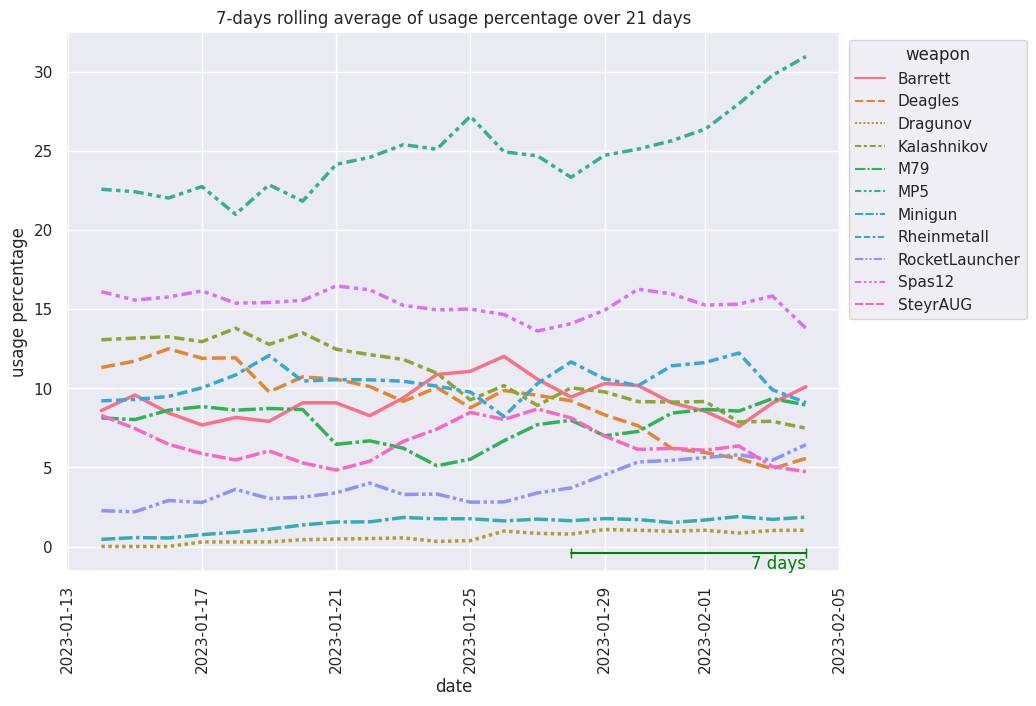 7-days rolling average of usage percentage over 21 days
usage percentage
30
25
20
15
10
5
0
7 days
2023-01-13
2023-01-17
2023-01-21
2023-01-25
2023-01-29
2023-02-01
2023-02-05
date
weapon
Barrett
Deagles
Dragunov
Kalashnikov
M79
MP5
Minigun
Rheinmetall
RocketLauncher
Spas12
SteyrAUG